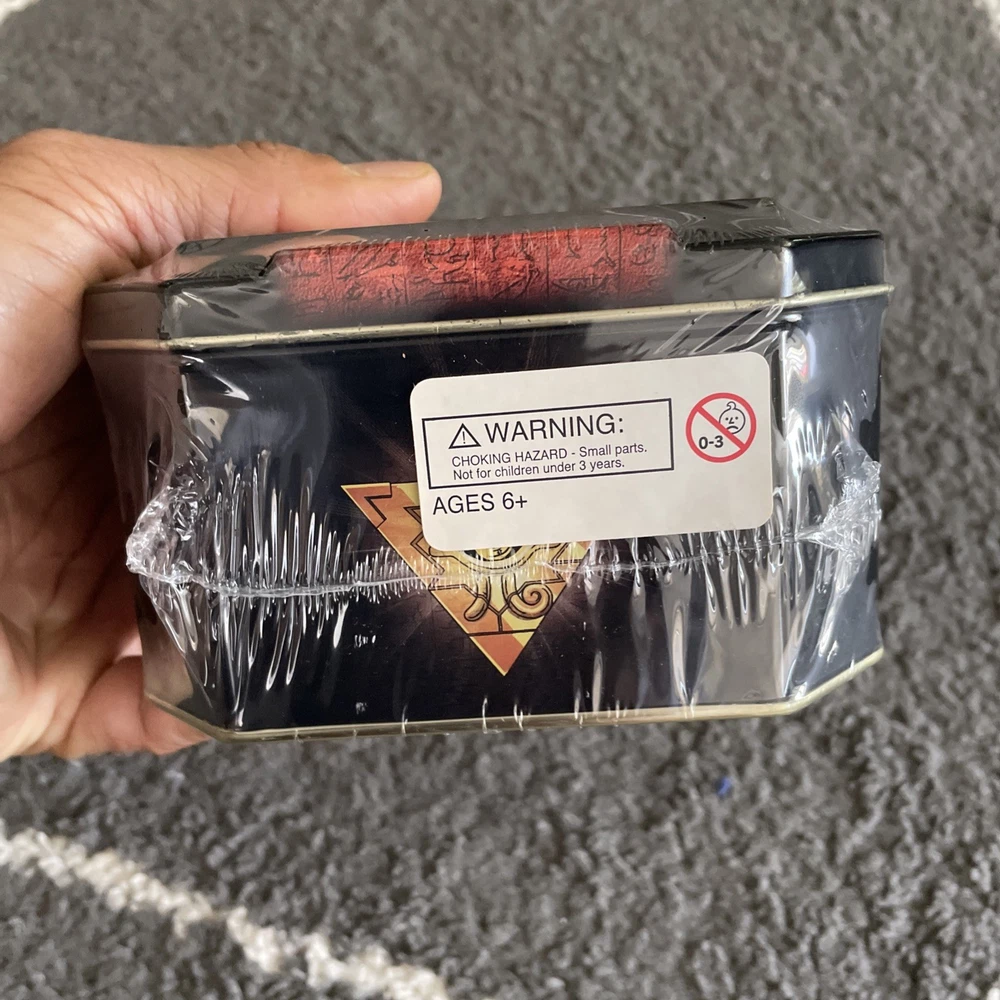 ⚠ WARNING:
CHOKING HAZARD - Small parts.
Not for children under 3 years.
0-3
AGES 6+